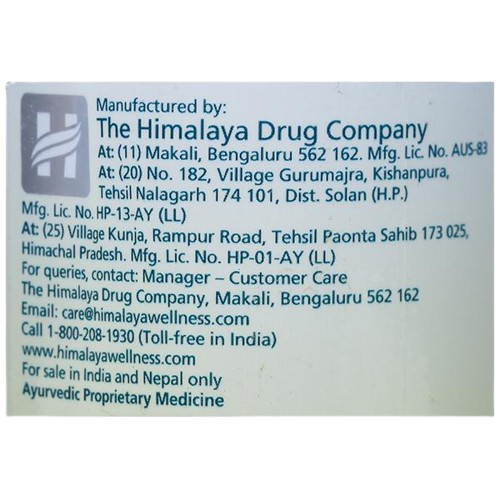 Manufactured by:
The Himalaya Drug Company
At: (11) Makali, Bengaluru 562 162. Mfg. Lic. No. AUS-83
At: (20) No. 182, Village Gurumajra, Kishanpura,
Tehsil Nalagarh 174 101, Dist. Solan (H.P.)
Mfg. Lic. No. HP-13-AY (LL)
At: (25) Village Kunja, Rampur Road, Tehsil Paonta Sahib 173 025,
Himachal Pradesh. Mfg. Lic. No. HP-01-AY (LL)
For queries, contact: Manager – Customer Care
The Himalaya Drug Company, Makali, Bengaluru 562 162
Email: care@himalayawellness.com
Call 1-800-208-1930 (Toll-free in India)
www.himalayawellness.com
For sale in India and Nepal only
Ayurvedic Proprietary Medicine